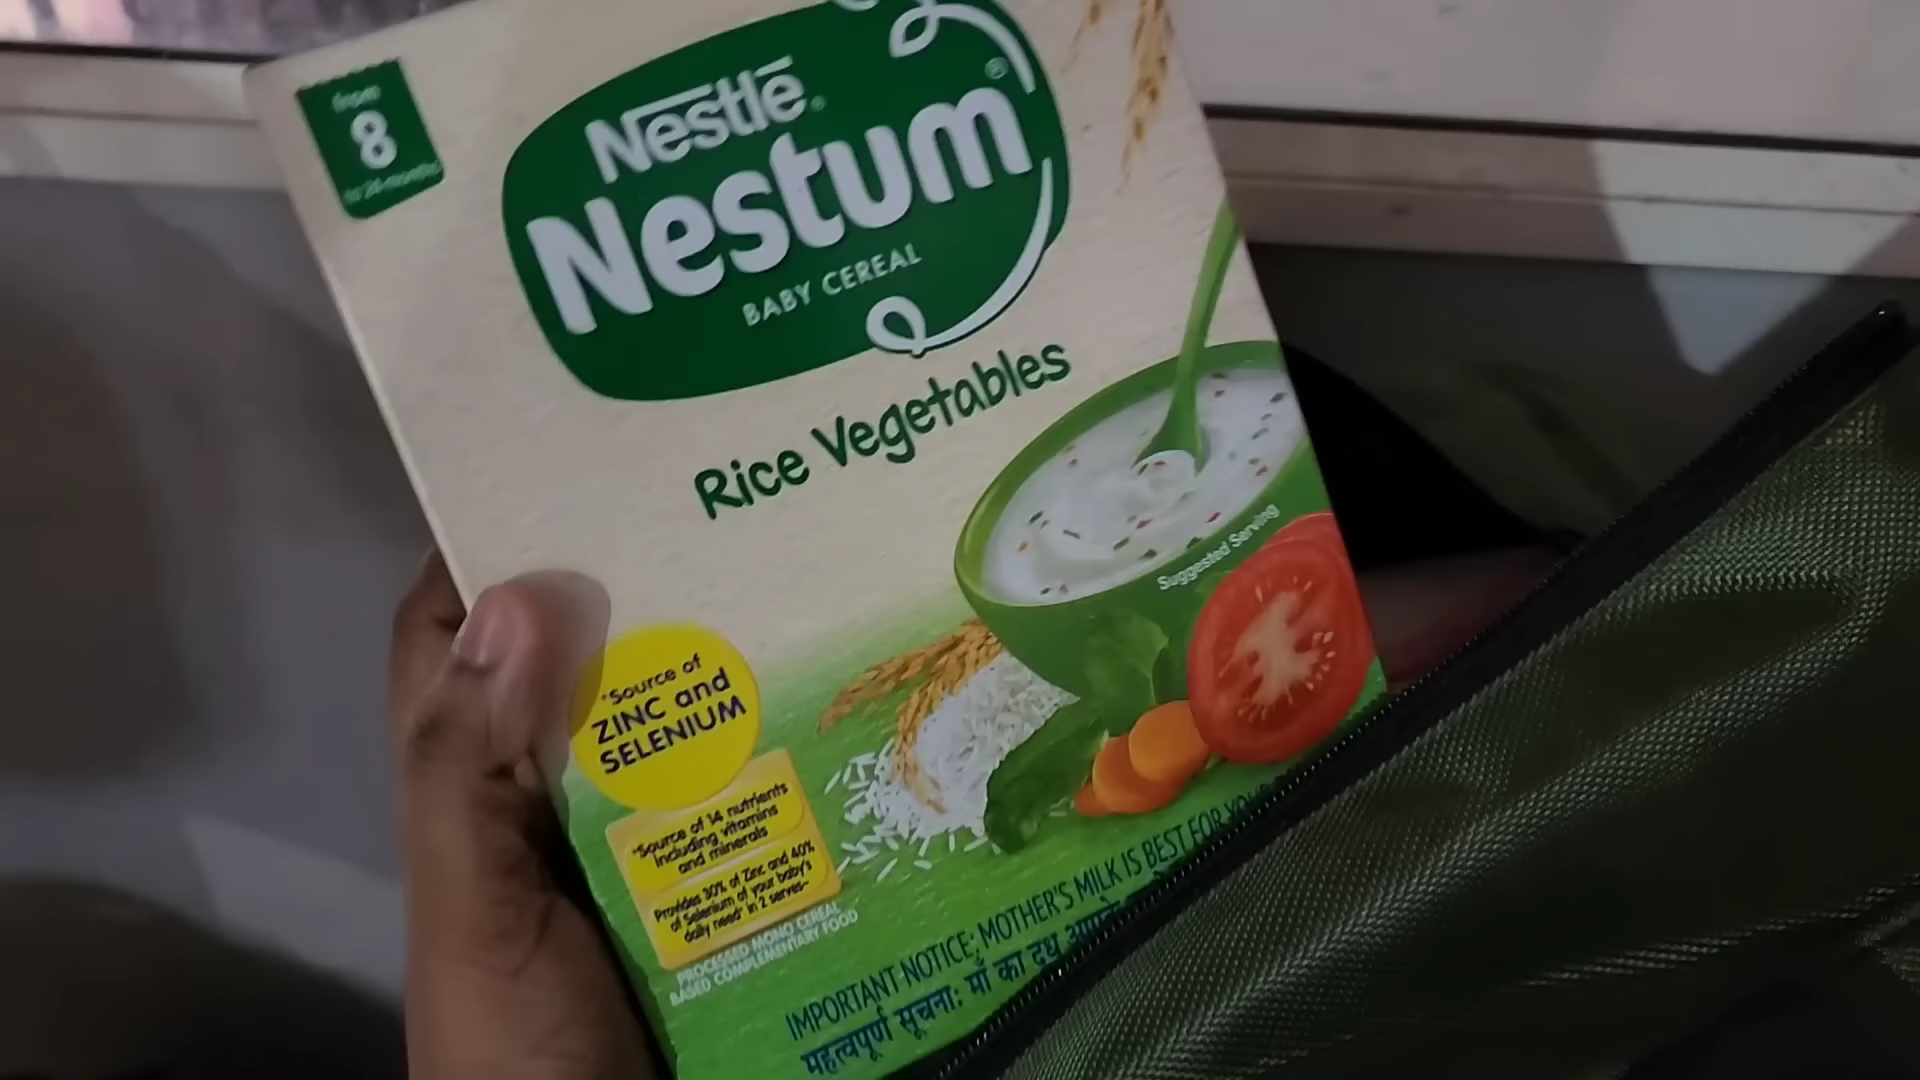 from
8
to 24 months
Nestlē®
Nestum®
BABY CEREAL
Rice Vegetables
Suggested Serving
*Source of
ZINC and
SELENIUM
*Source of 14 nutrients
including vitamins
and minerals
Provides 30% of Zinc and 40%
of Selenium of your baby's
daily need* in 2 serves~
PROCESSED MONO CEREAL
BASED COMPLEMENTARY FOOD
IMPORTANT NOTICE: MOTHER'S MILK IS BEST FOR YOUR
महत्वपूर्ण सूचना: माँ का दूध आपके